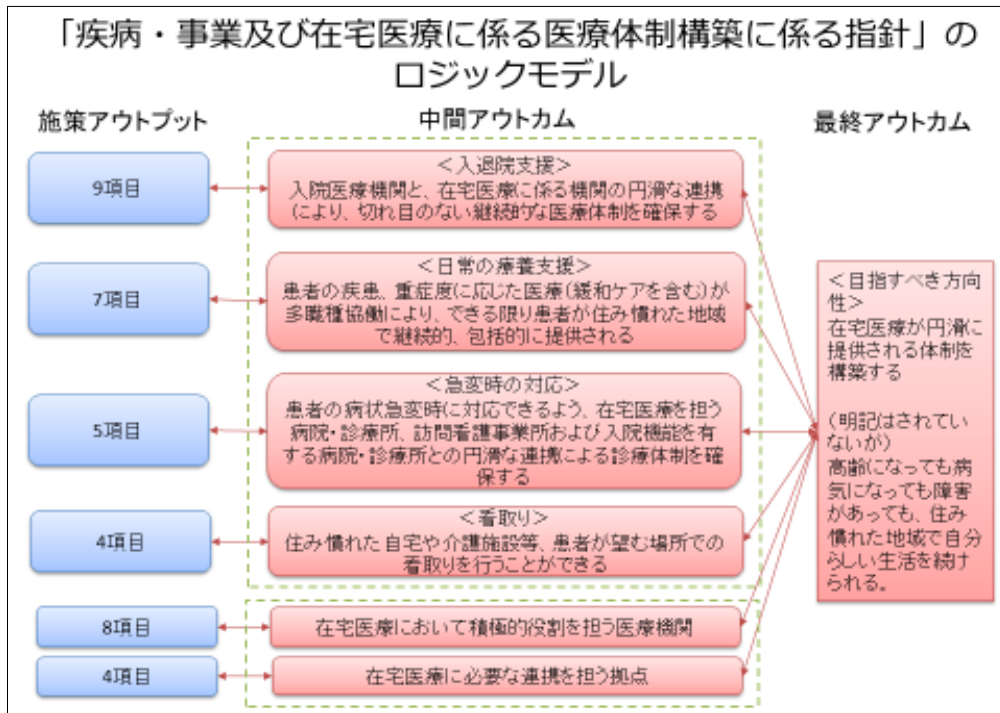 「疾病・事業及び在宅医療に係る医療体制構築に係る指針」の
ロジックモデル
施策アウトプット
中間アウトカム
最終アウトカム
9項目
＜入退院支援＞
入院医療機関と、在宅医療に係る機関の円滑な連携
により、切れ目のない継続的な医療体制を確保する
7項目
＜日常の療養支援＞
患者の疾患、重症度に応じた医療(緩和ケアを含む)が
多職種協働により、できる限り患者が住み慣れた地域
で継続的、包括的に提供される
5項目
＜急変時の対応＞
患者の病状急変時に対応できるよう、在宅医療を担う
病院・診療所、訪問看護事業所および入院機能を有
する病院・診療所との円滑な連携による診療体制を確
保する
4項目
＜看取り＞
住み慣れた自宅や介護施設等、患者が望む場所での
看取りを行うことができる
8項目
在宅医療において積極的役割を担う医療機関
4項目
在宅医療に必要な連携を担う拠点
＜目指すべき方向
性＞
在宅医療が円滑に
提供される体制を
構築する
(明記はされてい
ないが)
高齢になっても病
気になっても障害
があっても、住み
慣れた地域で自分
らしい生活を続け
られる。